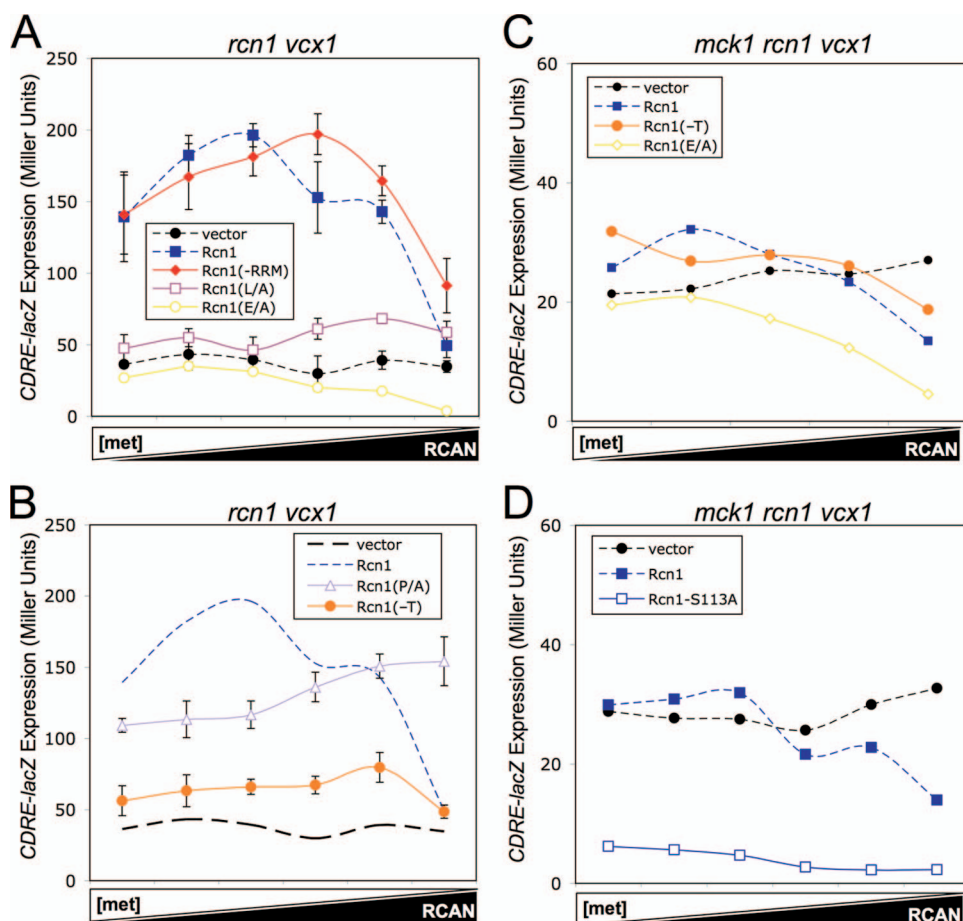 A
rcn1 vcx1
CDRE-lacZ Expression (Miller Units)
250
200
150
100
50
0
vector
Rcn1
Rcn1(-RRM)
Rcn1(L/A)
Rcn1(E/A)
[met]
RCAN
B
rcn1 vcx1
CDRE-lacZ Expression (Miller Units)
250
200
150
100
50
0
vector
Rcn1
Rcn1(P/A)
Rcn1(–T)
[met]
RCAN
C
mck1 rcn1 vcx1
CDRE-lacZ Expression (Miller Units)
60
40
20
0
vector
Rcn1
Rcn1(–T)
Rcn1(E/A)
[met]
RCAN
D
mck1 rcn1 vcx1
CDRE-lacZ Expression (Miller Units)
60
40
20
0
vector
Rcn1
Rcn1-S113A
[met]
RCAN